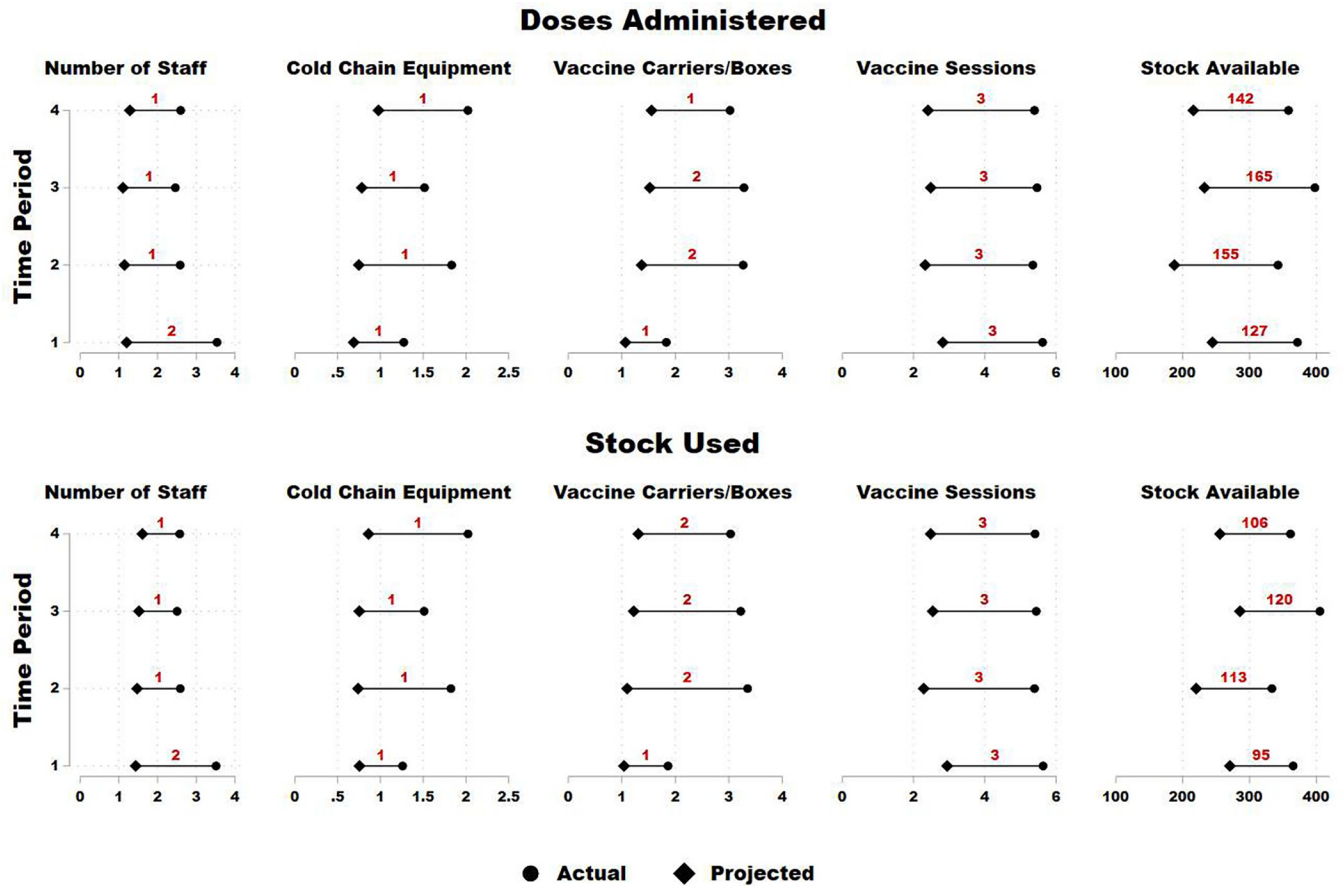 Doses Administered
Number of Staff Cold Chain Equipment Vaccine Carriers/Boxes Vaccine Sessions Stock Available
4 1 1 1 3 142
3 1 1 2 3 165
2 1 1 2 3 155
1 2 1 1 3 127
Time Period
0 1 2 3 4 0 .5 1 1.5 2 2.5 0 1 2 3 4 0 2 4 6 100 200 300 400
Stock Used
Number of Staff Cold Chain Equipment Vaccine Carriers/Boxes Vaccine Sessions Stock Available
4 1 1 2 3 106
3 1 1 2 3 120
2 1 1 2 3 113
1 2 1 1 3 95
Time Period
0 1 2 3 4 0 .5 1 1.5 2 2.5 0 1 2 3 4 0 2 4 6 100 200 300 400
Actual Projected